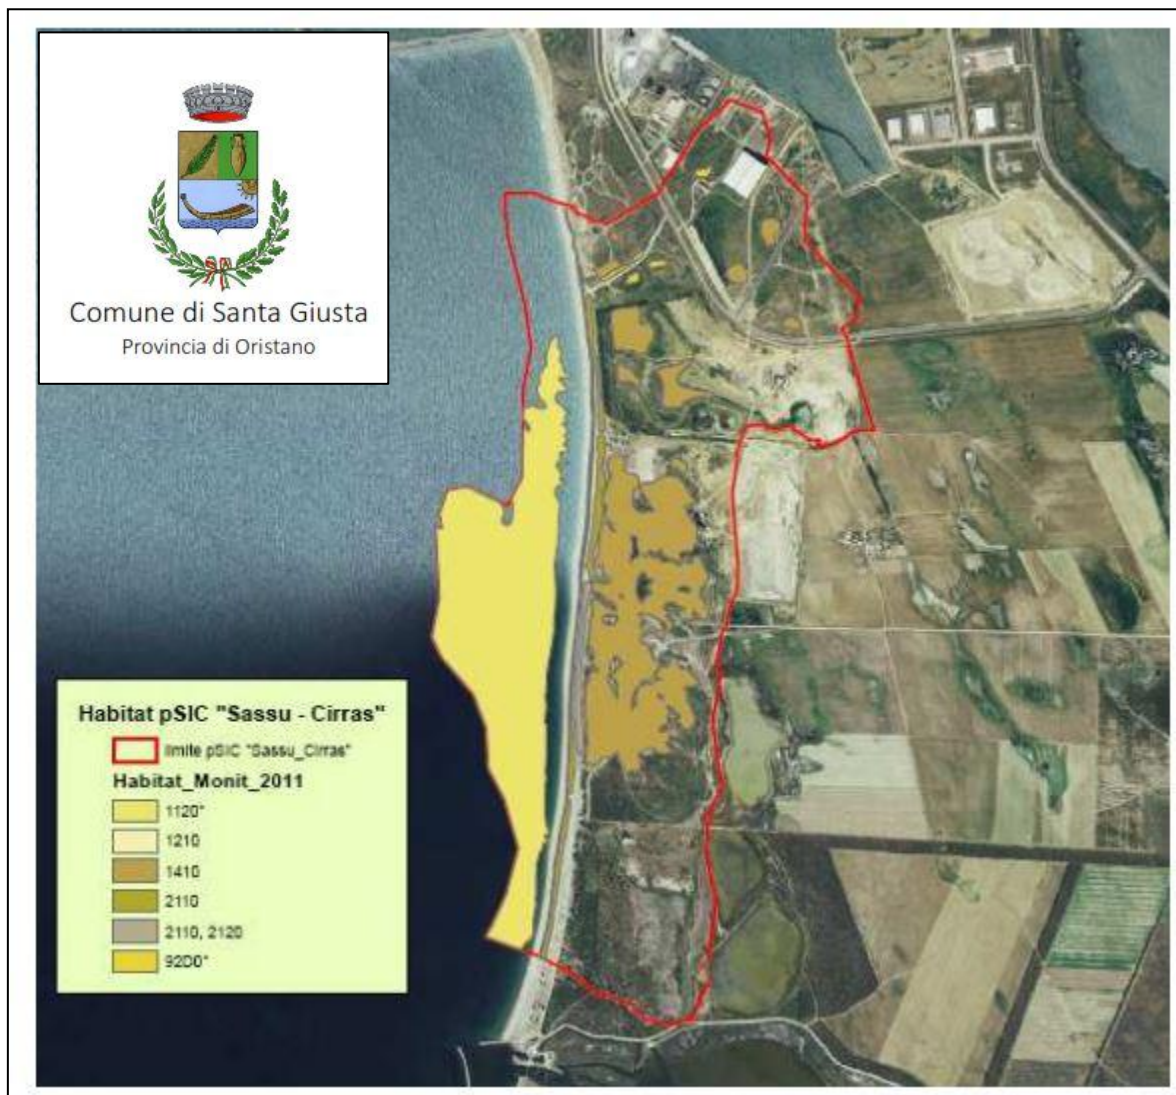 Comune di Santa Giusta
Provincia di Oristano
Habitat pSIC "Sassu - Cirras"
limite pSIC "Sassu_Cirras"
Habitat_Monit_2011
1120*
1210
1410
2110
2110, 2120
92D0*